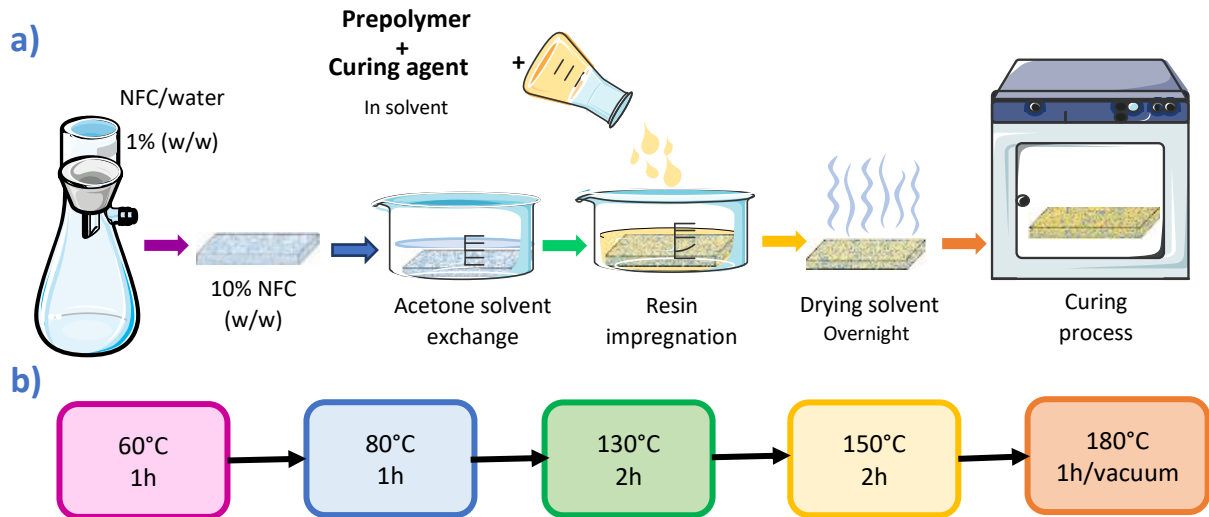 a)
Prepolymer
+
Curing agent
+
In solvent
NFC/water
1% (w/w)
10% NFC
(w/w)
Acetone solvent
exchange
Resin
impregnation
Drying solvent
Overnight
Curing
process
b)
60°C
1h
80°C
1h
130°C
2h
150°C
2h
180°C
1h/vacuum